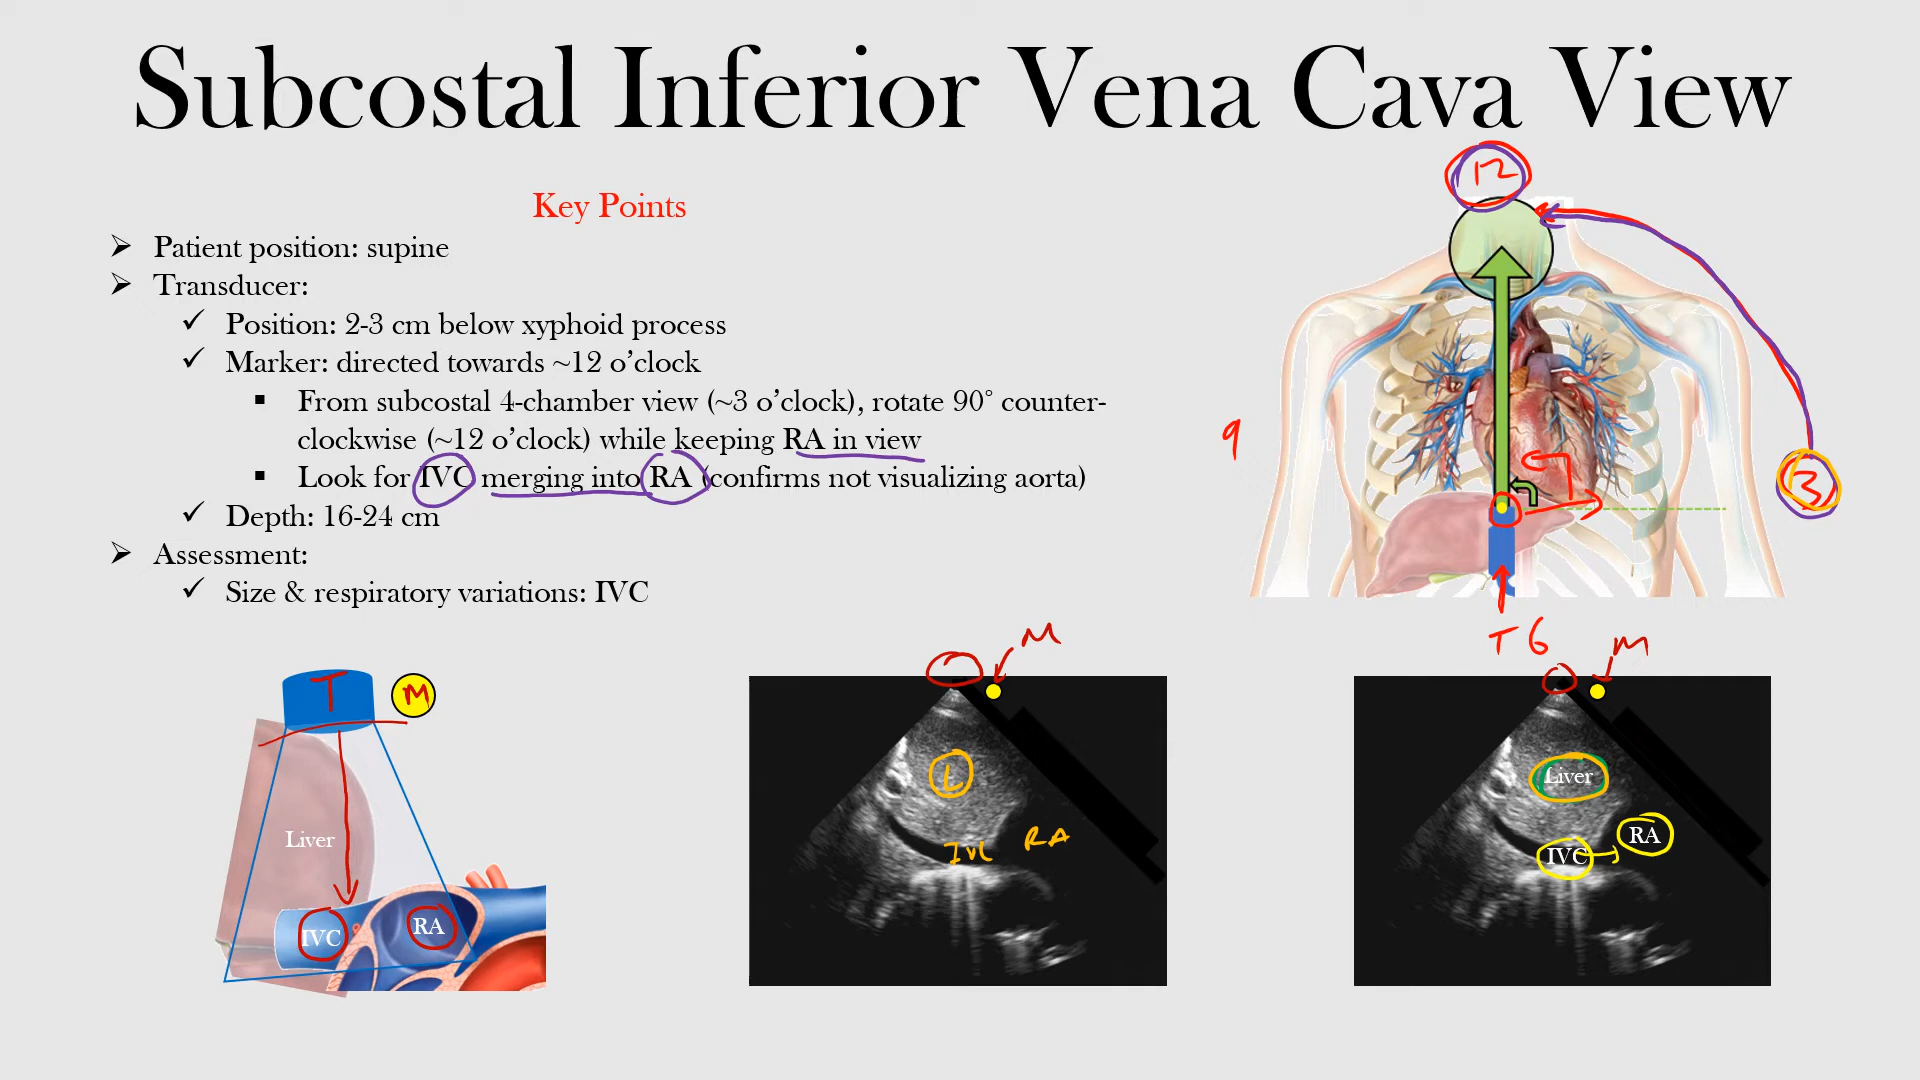 Subcostal Inferior Vena Cava View
Key Points
➢ Patient position: supine
➢ Transducer:
✓ Position: 2-3 cm below xyphoid process
✓ Marker: directed towards ~12 o’clock
▪ From subcostal 4-chamber view (~3 o’clock), rotate 90° counter-
clockwise (~12 o’clock) while keeping RA in view
▪ Look for IVC merging into RA (confirms not visualizing aorta)
✓ Depth: 16-24 cm
➢ Assessment:
✓ Size & respiratory variations: IVC
12
9
3
T 6
T
M
Liver
IVC
RA
M
L
IVC
RA
M
Liver
RA
IVC